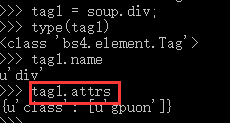 >>> tag1 = soup.div;
>>> type(tag1)
<class 'bs4.element.Tag'>
>>> tag1.name
u'div'
>>> tag1.attrs
{u'class': [u'gpuon']}
>>>